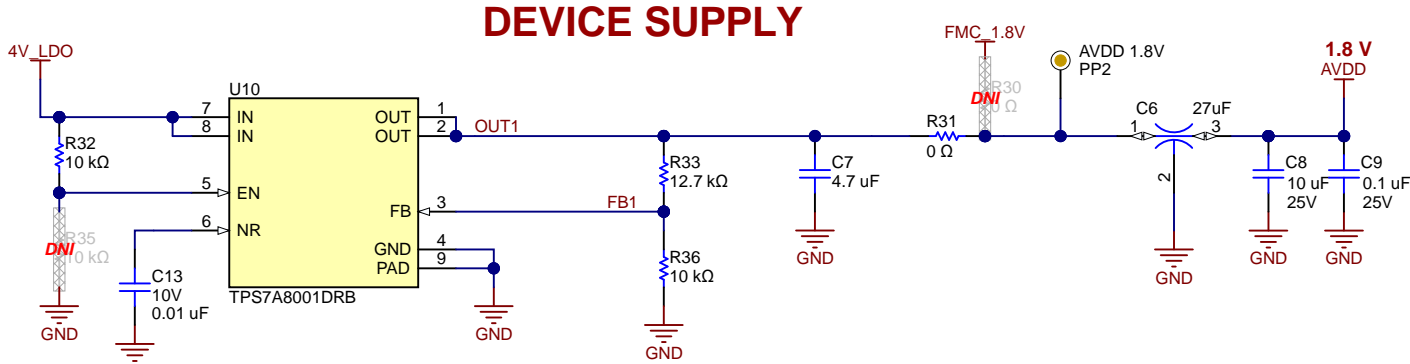 DEVICE SUPPLY
4V_LDO
FMC_1.8V
AVDD 1.8V
PP2
1.8 V
AVDD
U10
R30
DNI
0 Ω
C6
27uF
7
IN
OUT
1
8
IN
OUT
2
OUT1
R31
0 Ω
1
3
2
R32
10 kΩ
R33
12.7 kΩ
C7
4.7 uF
C8
10 uF
25V
C9
0.1 uF
25V
5
EN
6
NR
FB
3
FB1
R35
DNI
10 kΩ
GND
4
PAD
9
R36
10 kΩ
C13
10V
0.01 uF
TPS7A8001DRB
GND
GND
GND
GND
GND
GND
GND